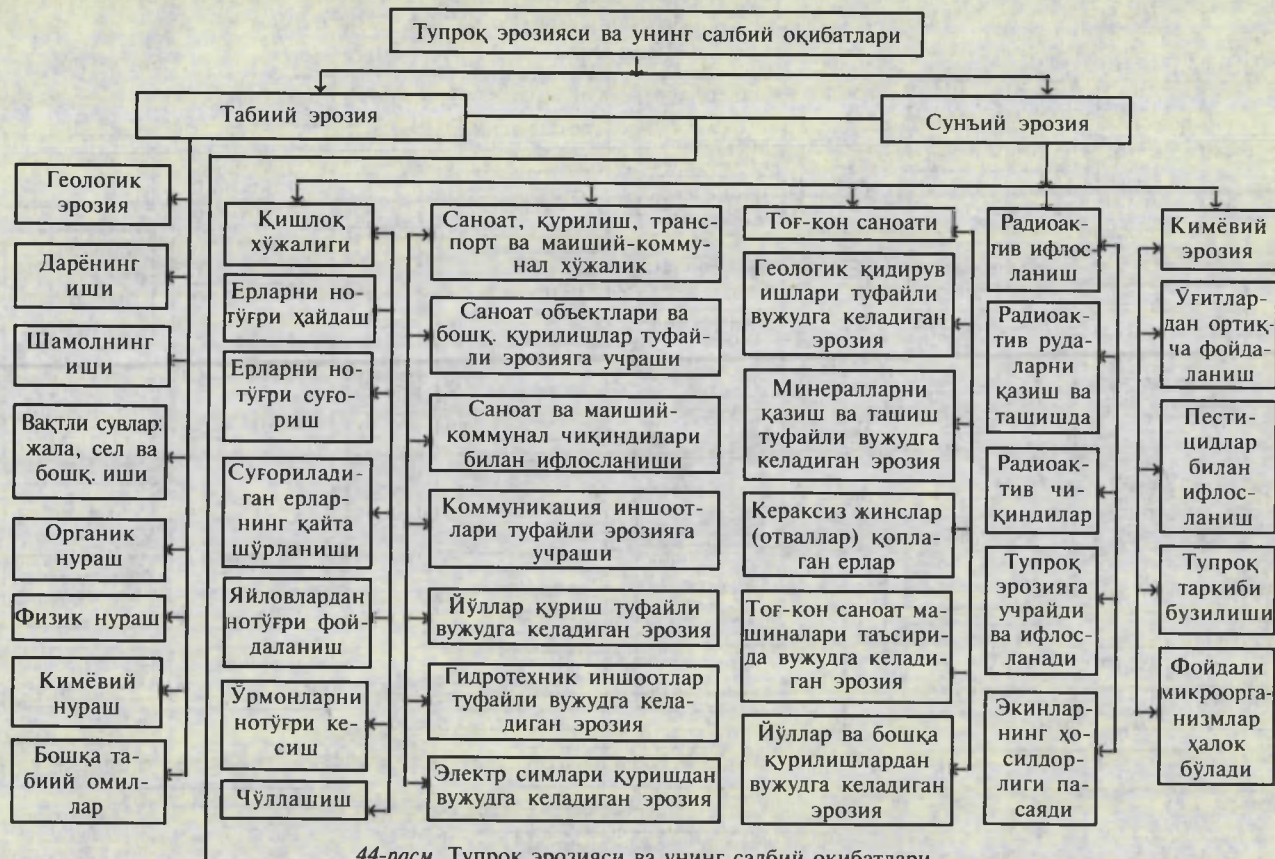 Тупроқ эрозияси ва унинг салбий оқибатлари
Табиий эрозия
Сунъий эрозия
Геологик
эрозия
Дарёнинг
иши
Шамолнинг
иши
Вақтли сувлар:
жала, сел ва
бошқ. иши
Органик
нураш
Физик нураш
Кимёвий
нураш
Бошқа та-
биий омил-
лар
Қишлоқ
хўжалиги
Ерларни но-
тўғри ҳайдаш
Ерларни но-
тўғри суғо-
риш
Суғорилади-
ган ерлар-
нинг қайта
шўрланиши
Яйловлардан
нотўғри фой-
даланиш
Ўрмонларни
нотўғри ке-
сиш
Чўллашиш
Саноат, қурилиш, транс-
порт ва маиший-комму-
нал хўжалик
Саноат объектлари ва
бошқ. қурилишлар туфай-
ли эрозияга учраши
Саноат ва маиший-
коммунал чиқиндилари
билан ифлосланиши
Коммуникация иншоот-
лари туфайли эрозияга
учраши
Йўллар қуриш туфайли
вужудга келадиган эрозия
Гидротехник иншоотлар
туфайли вужудга кела-
диган эрозия
Электр симлари қуришдан
вужудга келадиган эрозия
Тоғ-кон саноати
Геологик қидирув
ишлари туфайли
вужудга келадиган
эрозия
Минералларни
қазиш ва ташиш
туфайли вужудга
келадиган эрозия
Кераксиз жинслар
(отваллар) қопла-
ган ерлар
Тоғ-кон саноат ма-
шиналари таъсири-
да вужудга келади-
ган эрозия
Йўллар ва бошқа
қурилишлардан
вужудга келадиган
эрозия
Радиоак-
тив ифлос-
ланиш
Радиоак-
тив руда-
ларни
қазиш ва
ташишда
Радиоак-
тив чи-
қиндилар
Тупроқ
эрозияга
учрайди
ва ифлос-
ланади
Экинлар-
нинг ҳо-
силдор-
лиги па-
саяди
Кимёвий
эрозия
Ўғитлар-
дан ортиқ-
ча фойда-
ланиш
Пести-
цидлар
билан
ифлос-
ланиш
Тупроқ
таркиби
бузилиши
Фойдали
микроорга-
низмлар
ҳалок
бўлади
44-расм. Тупроқ эрозияси ва унинг салбий оқибатлари